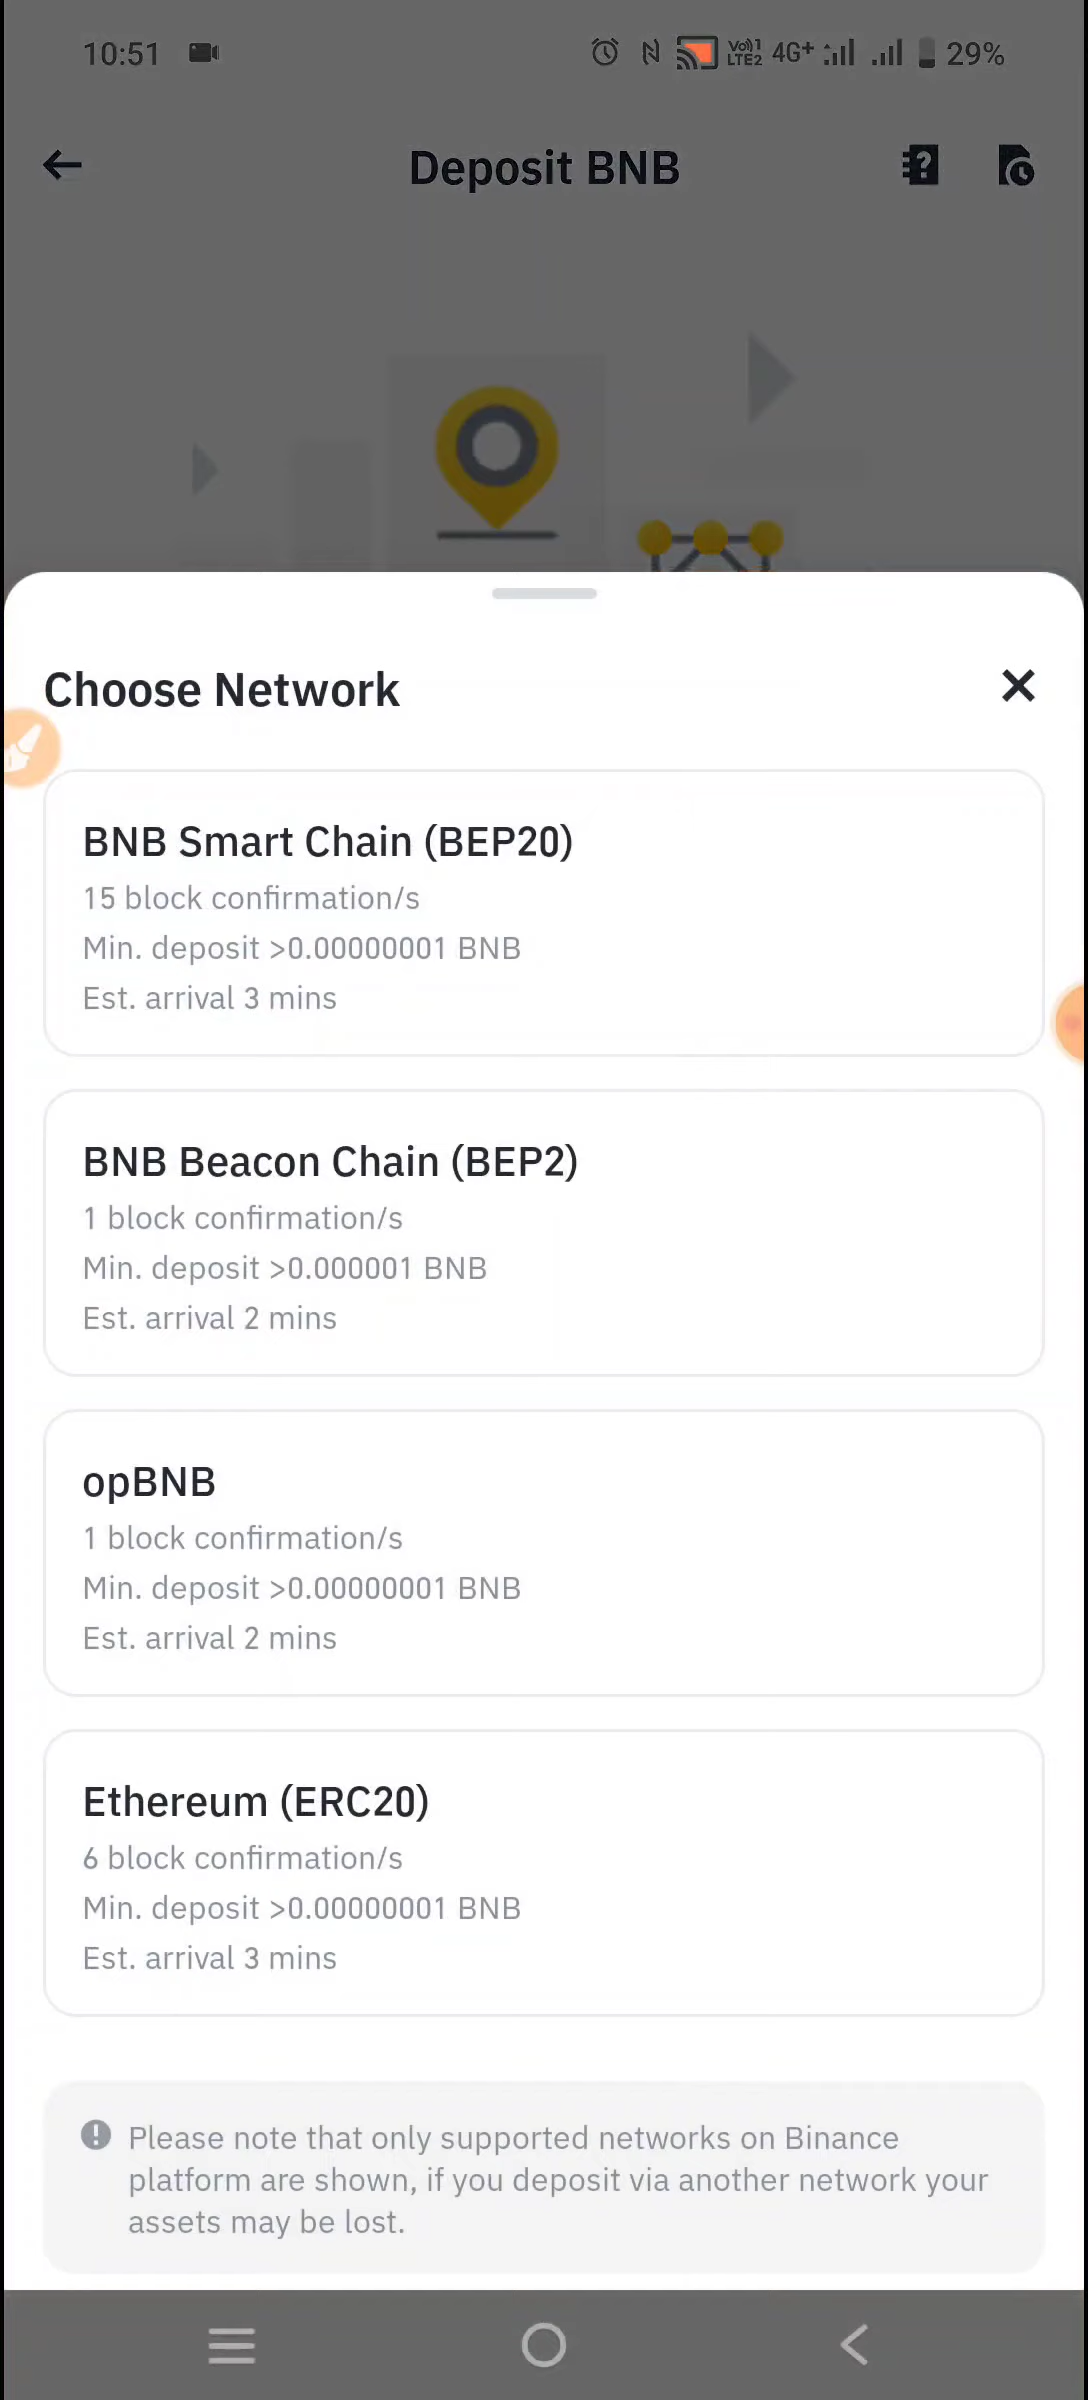 10:51
Vo)) 1
LTE2
4G+
29%
Deposit BNB
Choose Network
BNB Smart Chain (BEP20)
15 block confirmation/s
Min. deposit >0.00000001 BNB
Est. arrival 3 mins
BNB Beacon Chain (BEP2)
1 block confirmation/s
Min. deposit >0.000001 BNB
Est. arrival 2 mins
opBNB
1 block confirmation/s
Min. deposit >0.00000001 BNB
Est. arrival 2 mins
Ethereum (ERC20)
6 block confirmation/s
Min. deposit >0.00000001 BNB
Est. arrival 3 mins
Please note that only supported networks on Binance
platform are shown, if you deposit via another network your
assets may be lost.